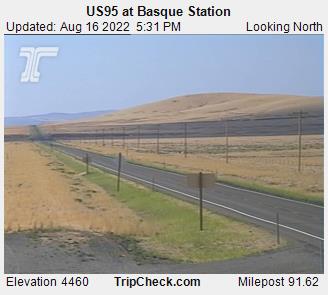 US95 at Basque Station
Updated: Aug 16 2022 5:31 PM Looking North
Elevation 4460 TripCheck.com Milepost 91.62